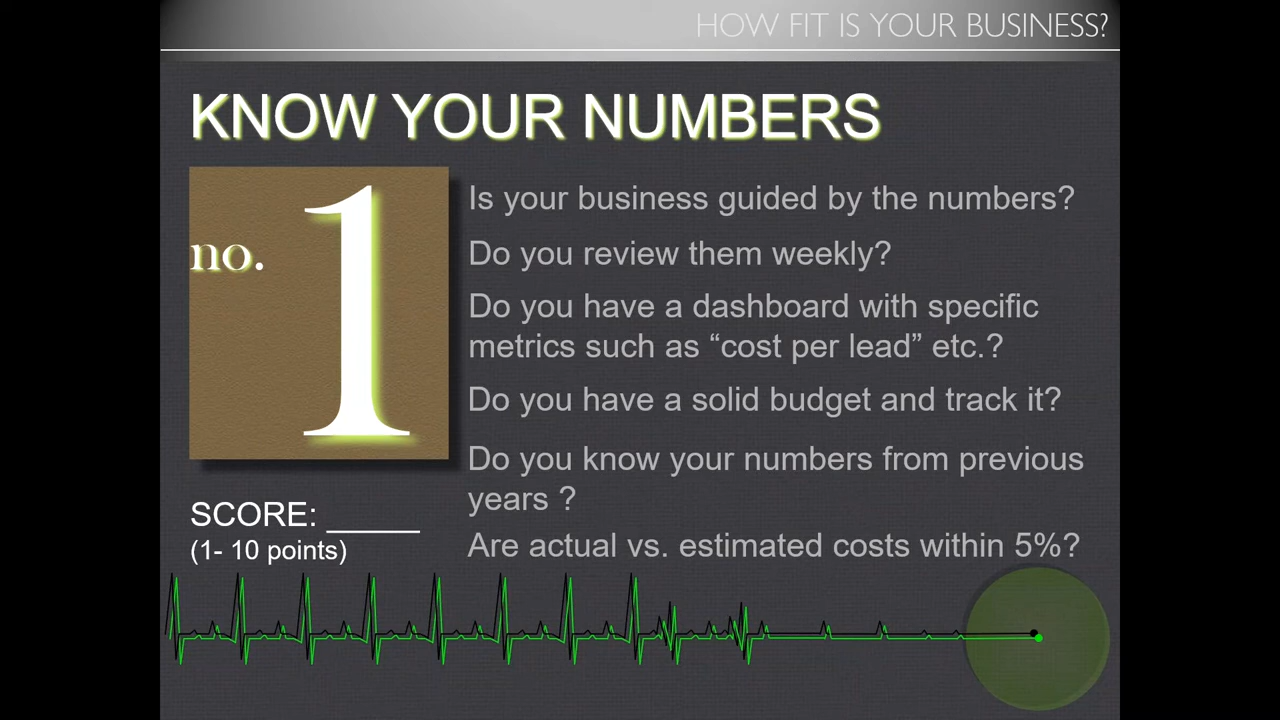 HOW FIT IS YOUR BUSINESS?
KNOW YOUR NUMBERS
no. 1
Is your business guided by the numbers?
Do you review them weekly?
Do you have a dashboard with specific
metrics such as “cost per lead” etc.?
Do you have a solid budget and track it?
Do you know your numbers from previous
years ?
Are actual vs. estimated costs within 5%?
SCORE: _____
(1- 10 points)